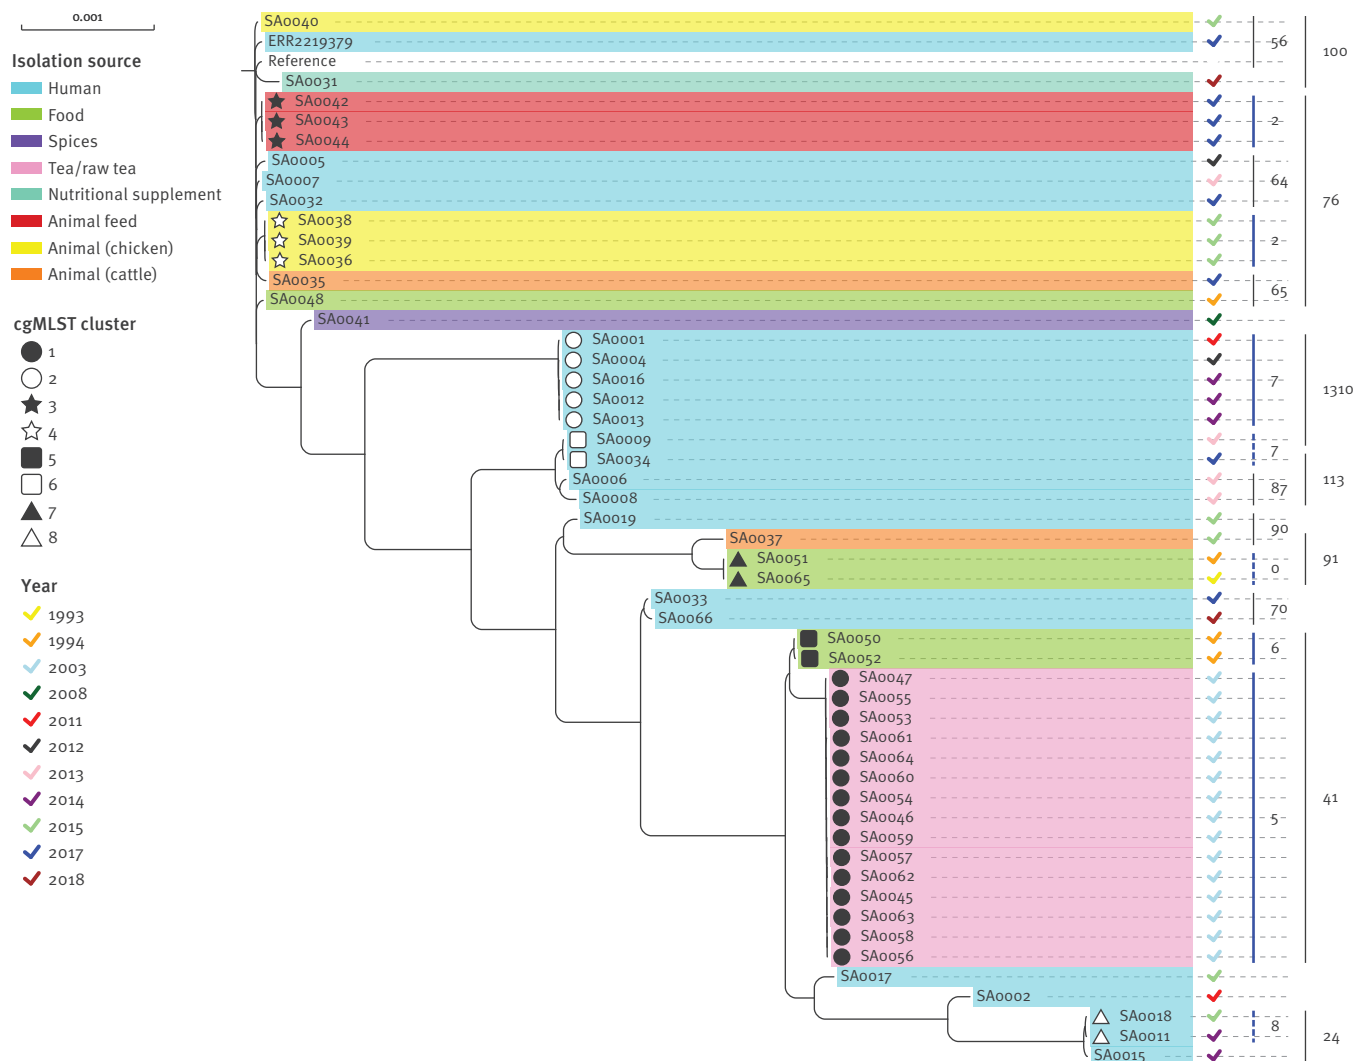 0.001
Isolation source
Human
Food
Spices
Tea/raw tea
Nutritional supplement
Animal feed
Animal (chicken)
Animal (cattle)
cgMLST cluster
1
2
3
4
5
6
7
8
Year
1993
1994
2003
2008
2011
2012
2013
2014
2015
2017
2018
SA0040
ERR2219379
Reference
SA0031
SA0042
SA0043
SA0044
SA0005
SA0007
SA0032
SA0038
SA0039
SA0036
SA0035
SA0048
SA0041
SA0001
SA0004
SA0016
SA0012
SA0013
SA0009
SA0034
SA0006
SA0008
SA0019
SA0037
SA0051
SA0065
SA0033
SA0066
SA0050
SA0052
SA0047
SA0055
SA0053
SA0061
SA0064
SA0060
SA0054
SA0046
SA0059
SA0057
SA0062
SA0045
SA0063
SA0058
SA0056
SA0017
SA0002
SA0018
SA0011
SA0015
56
2
64
2
65
7
7
87
90
0
70
6
5
8
100
76
1310
113
91
41
24